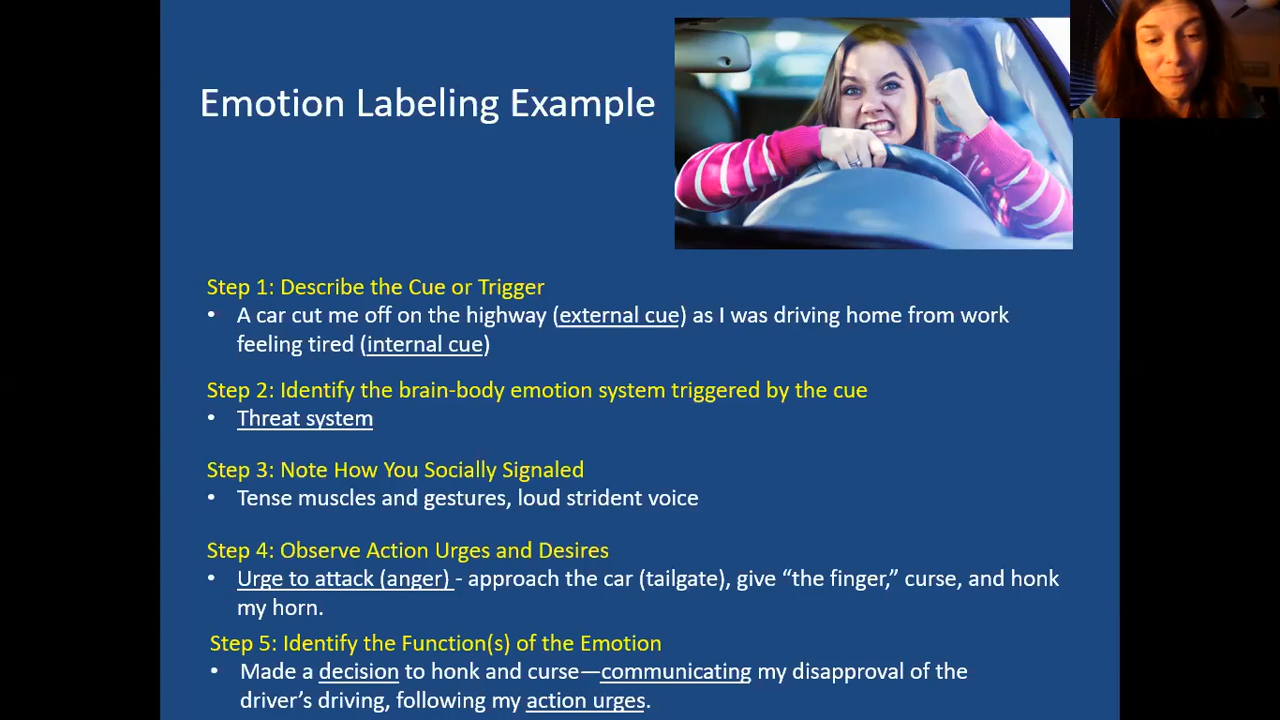 Emotion Labeling Example
Step 1: Describe the Cue or Trigger
• A car cut me off on the highway (external cue) as I was driving home from work
feeling tired (internal cue)
Step 2: Identify the brain-body emotion system triggered by the cue
• Threat system
Step 3: Note How You Socially Signaled
• Tense muscles and gestures, loud strident voice
Step 4: Observe Action Urges and Desires
• Urge to attack (anger) - approach the car (tailgate), give “the finger,” curse, and honk
my horn.
Step 5: Identify the Function(s) of the Emotion
• Made a decision to honk and curse—communicating my disapproval of the
driver’s driving, following my action urges.